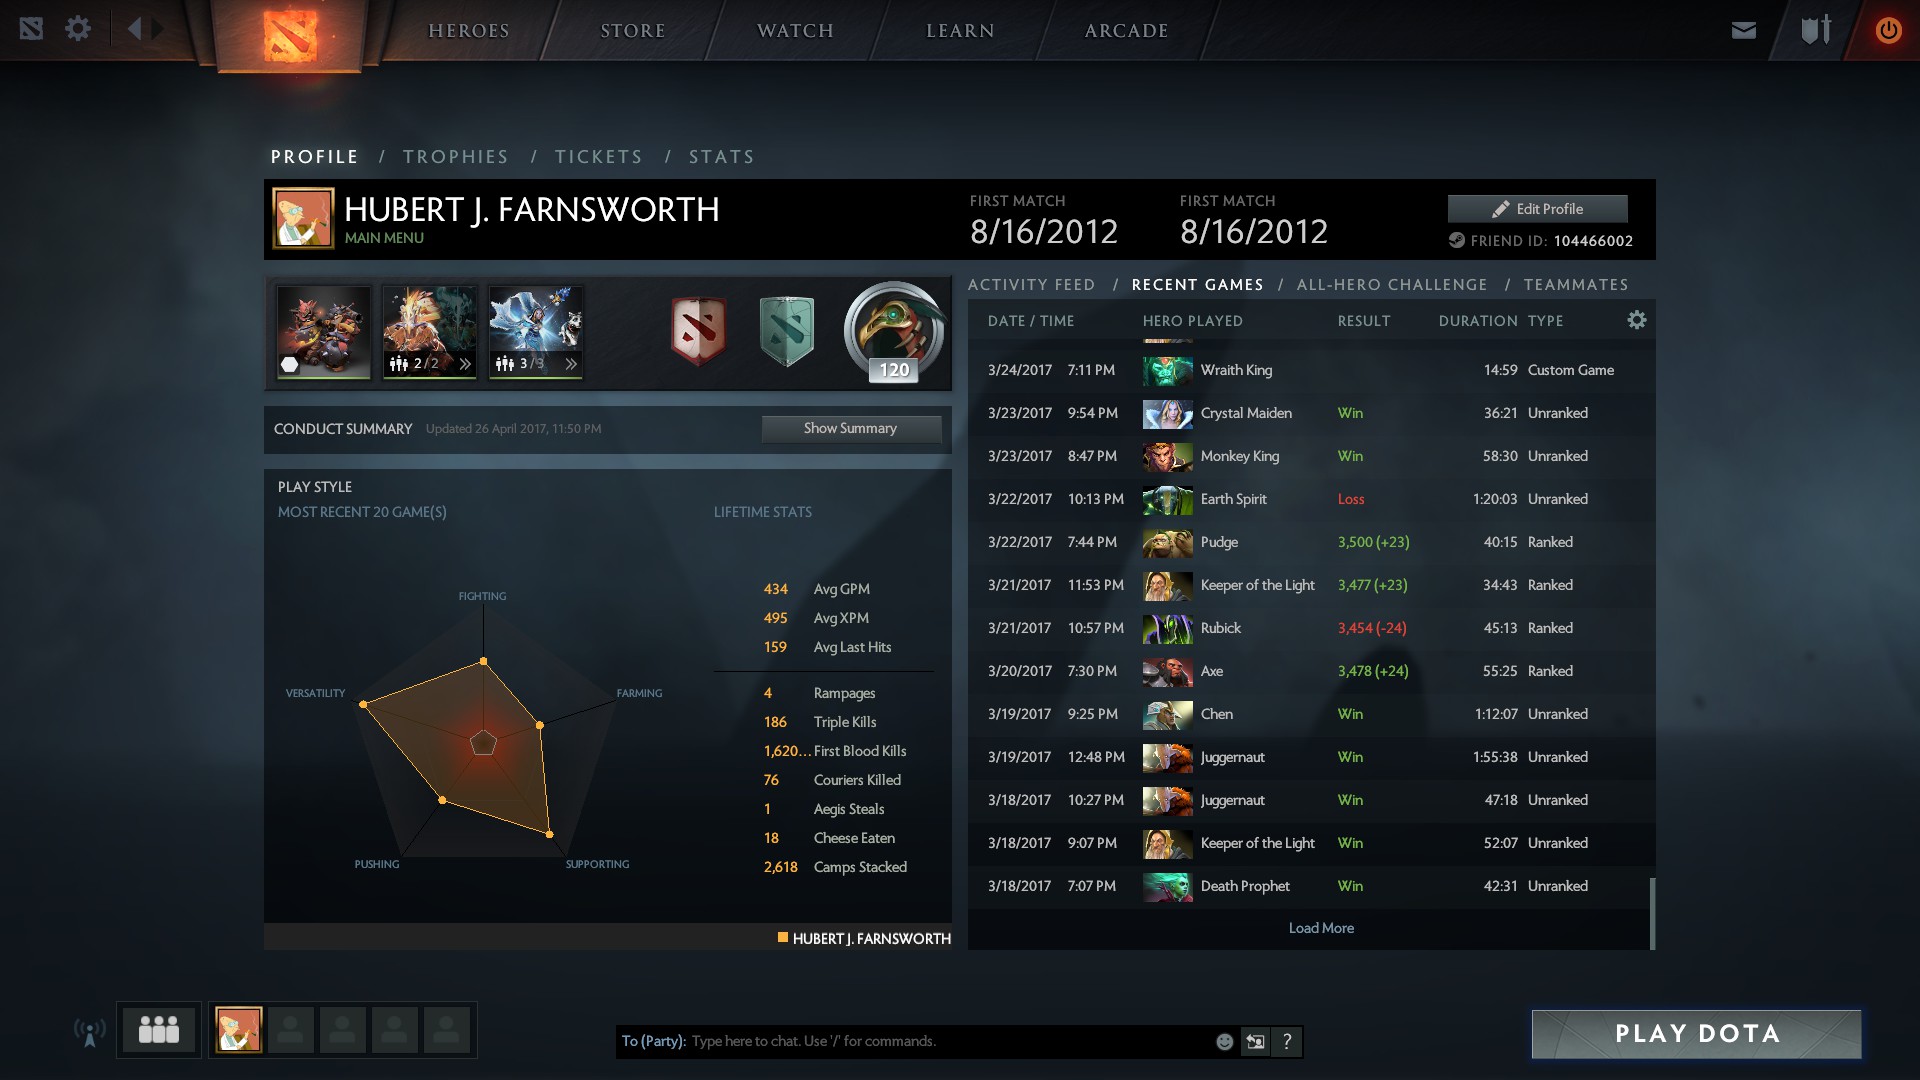 HEROES
STORE
WATCH
LEARN
ARCADE
PROFILE / TROPHIES / TICKETS / STATS
HUBERT J. FARNSWORTH
MAIN MENU
FIRST MATCH
8/16/2012
FIRST MATCH
8/16/2012
Edit Profile
FRIEND ID: 104466002
2/2
3/3
120
CONDUCT SUMMARY Updated 26 April 2017, 11:50 PM
Show Summary
PLAY STYLE
MOST RECENT 20 GAME(S)
FIGHTING
VERSATILITY
FARMING
PUSHING
SUPPORTING
LIFETIME STATS
434 Avg GPM
495 Avg XPM
159 Avg Last Hits
4 Rampages
186 Triple Kills
1,620... First Blood Kills
76 Couriers Killed
1 Aegis Steals
18 Cheese Eaten
2,618 Camps Stacked
HUBERT J. FARNSWORTH
ACTIVITY FEED / RECENT GAMES / ALL-HERO CHALLENGE / TEAMMATES
DATE / TIME HERO PLAYED RESULT DURATION TYPE
3/24/2017 7:11 PM Wraith King 14:59 Custom Game
3/23/2017 9:54 PM Crystal Maiden Win 36:21 Unranked
3/23/2017 8:47 PM Monkey King Win 58:30 Unranked
3/22/2017 10:13 PM Earth Spirit Loss 1:20:03 Unranked
3/22/2017 7:44 PM Pudge 3,500 (+23) 40:15 Ranked
3/21/2017 11:53 PM Keeper of the Light 3,477 (+23) 34:43 Ranked
3/21/2017 10:57 PM Rubick 3,454 (-24) 45:13 Ranked
3/20/2017 7:30 PM Axe 3,478 (+24) 55:25 Ranked
3/19/2017 9:25 PM Chen Win 1:12:07 Unranked
3/19/2017 12:48 PM Juggernaut Win 1:55:38 Unranked
3/18/2017 10:27 PM Juggernaut Win 47:18 Unranked
3/18/2017 9:07 PM Keeper of the Light Win 52:07 Unranked
3/18/2017 7:07 PM Death Prophet Win 42:31 Unranked
Load More
To (Party): Type here to chat. Use '/' for commands.
?
PLAY DOTA